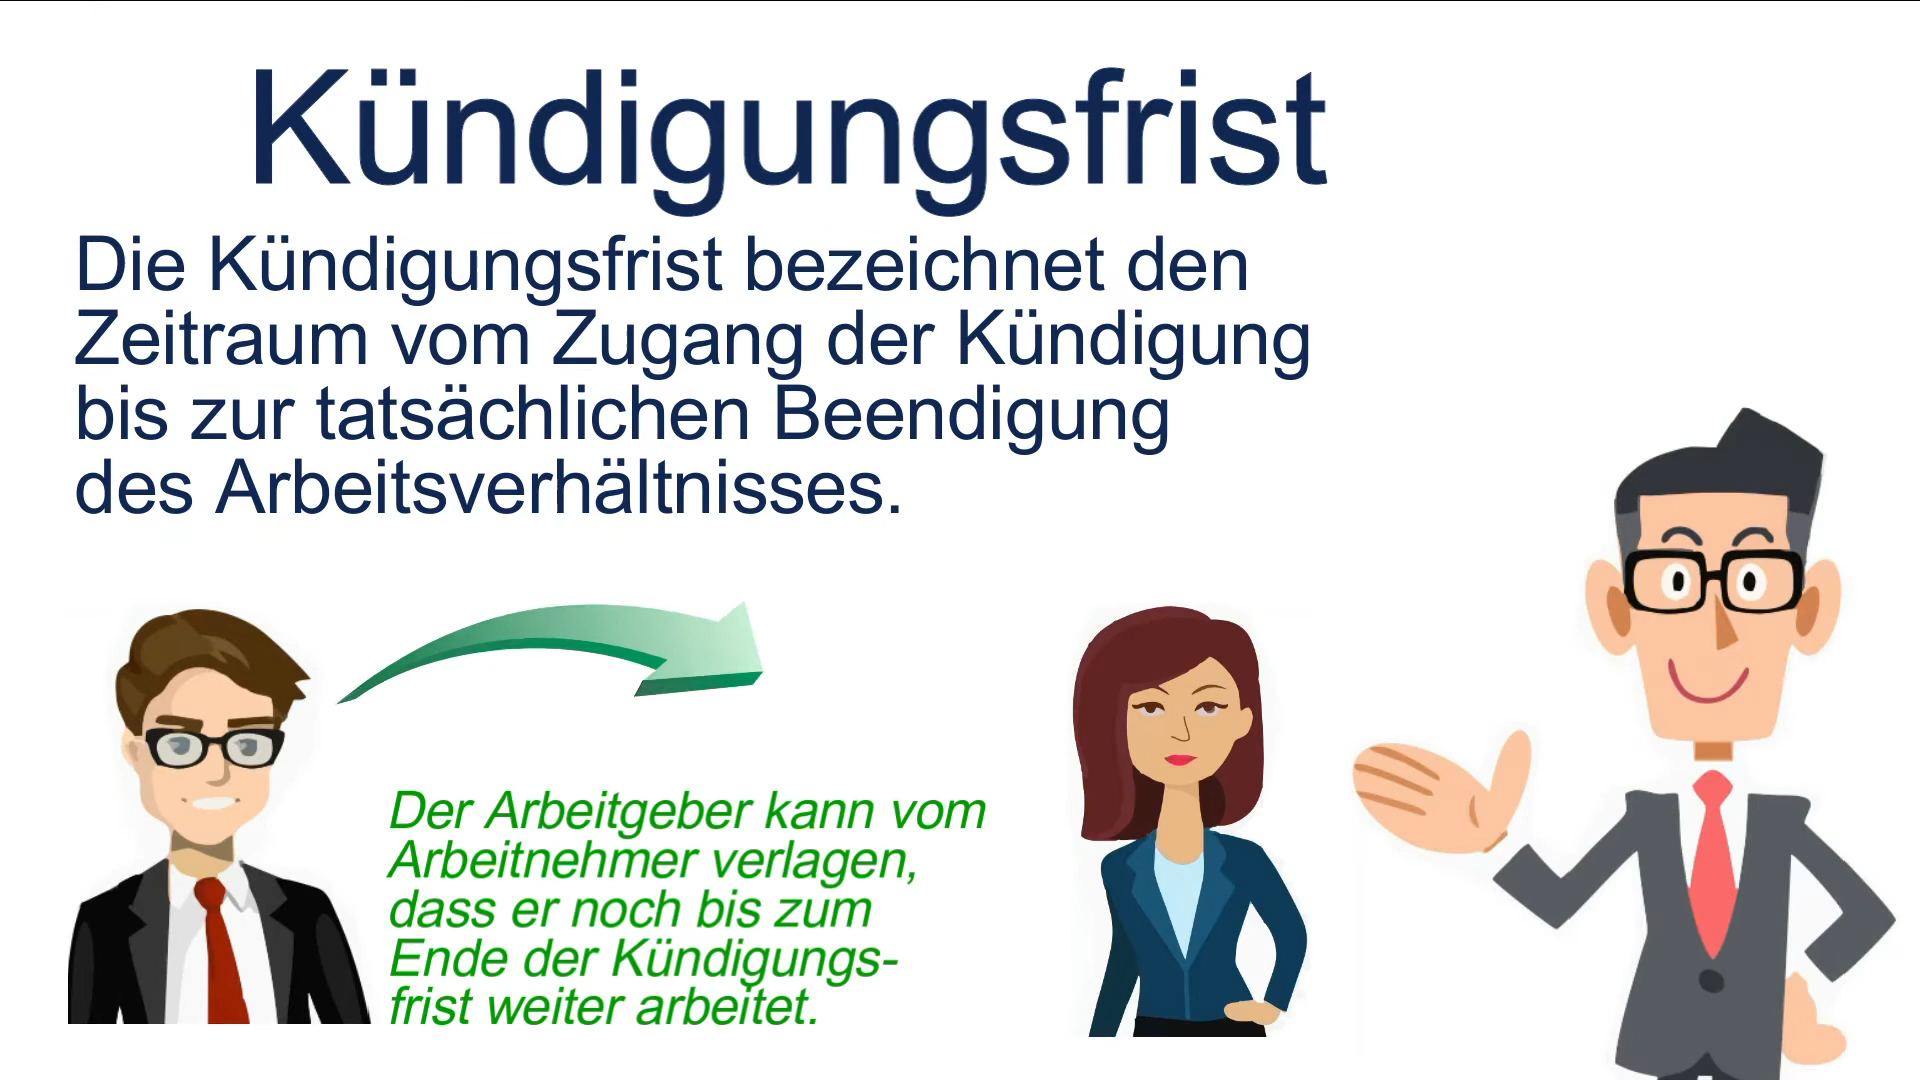 Kündigungsfrist
Die Kündigungsfrist bezeichnet den
Zeitraum vom Zugang der Kündigung
bis zur tatsächlichen Beendigung
des Arbeitsverhältnisses.
Der Arbeitgeber kann vom
Arbeitnehmer verlagen,
dass er noch bis zum
Ende der Kündigungs-
frist weiter arbeitet.